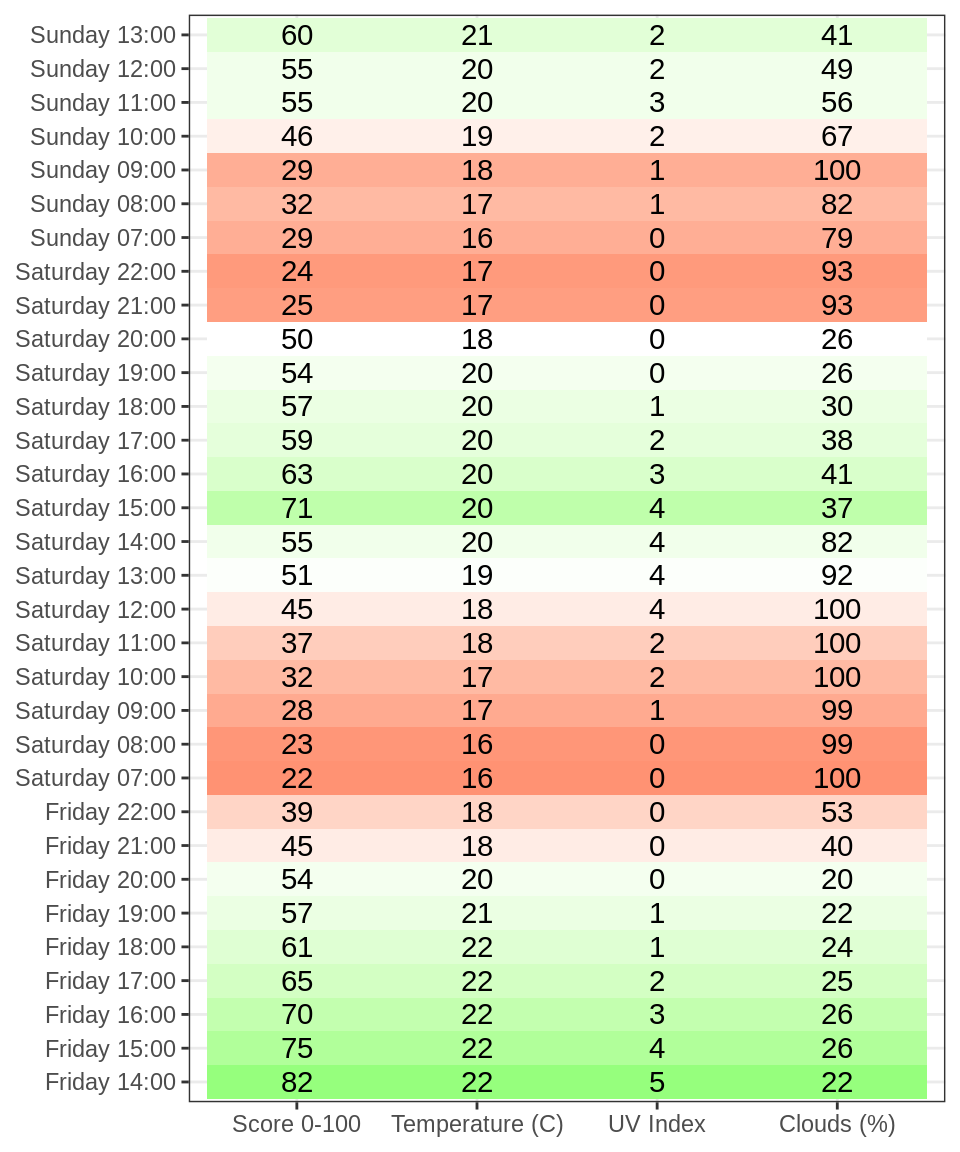 Sunday 13:00 60 21 2 41
Sunday 12:00 55 20 2 49
Sunday 11:00 55 20 3 56
Sunday 10:00 46 19 2 67
Sunday 09:00 29 18 1 100
Sunday 08:00 32 17 1 82
Sunday 07:00 29 16 0 79
Saturday 22:00 24 17 0 93
Saturday 21:00 25 17 0 93
Saturday 20:00 50 18 0 26
Saturday 19:00 54 20 0 26
Saturday 18:00 57 20 1 30
Saturday 17:00 59 20 2 38
Saturday 16:00 63 20 3 41
Saturday 15:00 71 20 4 37
Saturday 14:00 55 20 4 82
Saturday 13:00 51 19 4 92
Saturday 12:00 45 18 4 100
Saturday 11:00 37 18 2 100
Saturday 10:00 32 17 2 100
Saturday 09:00 28 17 1 99
Saturday 08:00 23 16 0 99
Saturday 07:00 22 16 0 100
Friday 22:00 39 18 0 53
Friday 21:00 45 18 0 40
Friday 20:00 54 20 0 20
Friday 19:00 57 21 1 22
Friday 18:00 61 22 1 24
Friday 17:00 65 22 2 25
Friday 16:00 70 22 3 26
Friday 15:00 75 22 4 26
Friday 14:00 82 22 5 22
Score 0-100 Temperature (C) UV Index Clouds (%)